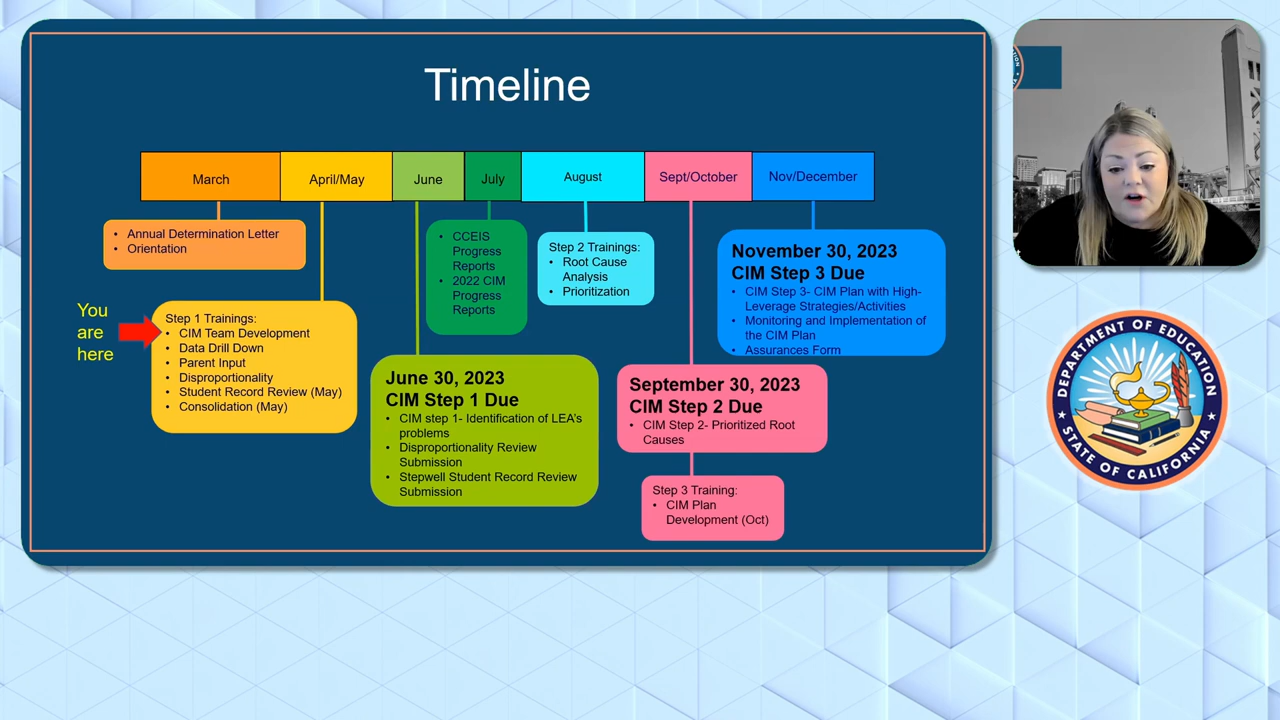 Timeline
March
April/May
June
July
August
Sept/October
Nov/December
• Annual Determination Letter
• Orientation
You
are
here
Step 1 Trainings:
• CIM Team Development
• Data Drill Down
• Parent Input
• Disproportionality
• Student Record Review (May)
• Consolidation (May)
June 30, 2023
CIM Step 1 Due
• CIM step 1- Identification of LEA's
problems
• Disproportionality Review
Submission
• Stepwell Student Record Review
Submission
• CCEIS
Progress
Reports
• 2022 CIM
Progress
Reports
Step 2 Trainings:
• Root Cause
Analysis
• Prioritization
September 30, 2023
CIM Step 2 Due
• CIM Step 2- Prioritized Root
Causes
Step 3 Training:
• CIM Plan
Development (Oct)
November 30, 2023
CIM Step 3 Due
• CIM Step 3- CIM Plan with High-
Leverage Strategies/Activities
• Monitoring and Implementation of
the CIM Plan
• Assurances Form
DEPARTMENT OF EDUCATION
STATE OF CALIFORNIA